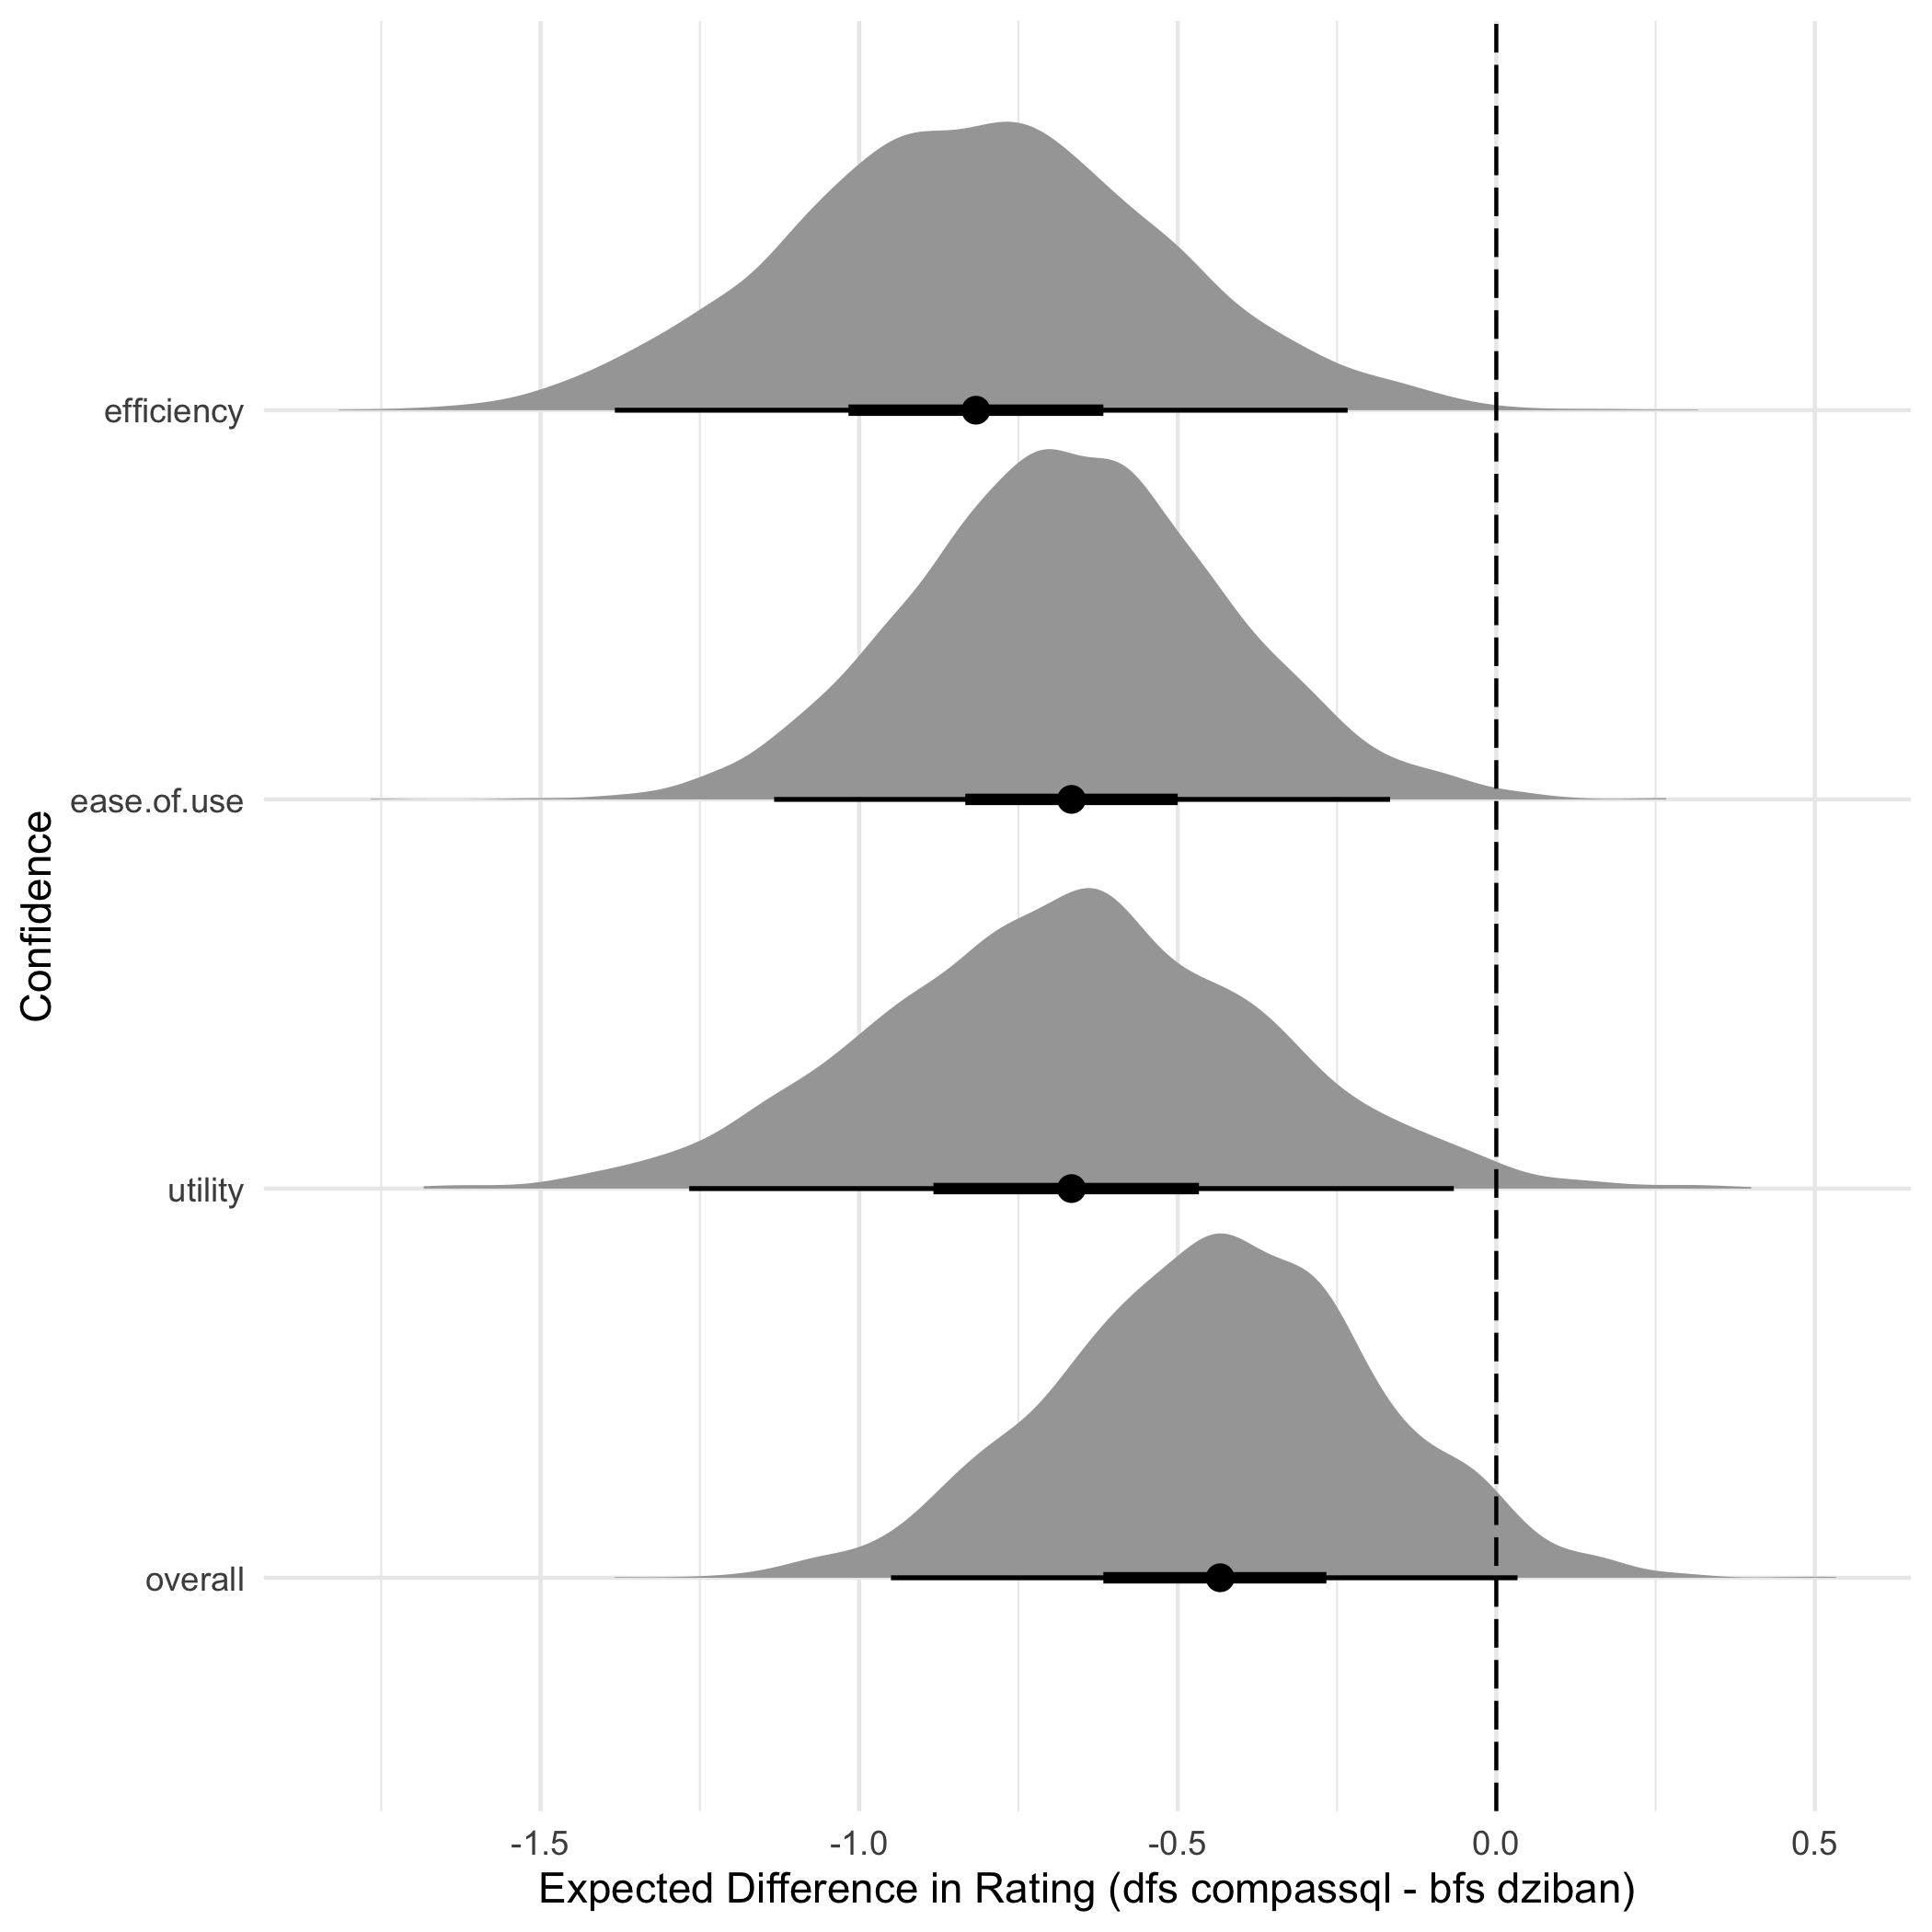 efficiency
ease.of.use
utility
overall
Confidence
-1.5 -1.0 -0.5 0.0 0.5
Expected Difference in Rating (dfs compassql - bfs dziban)